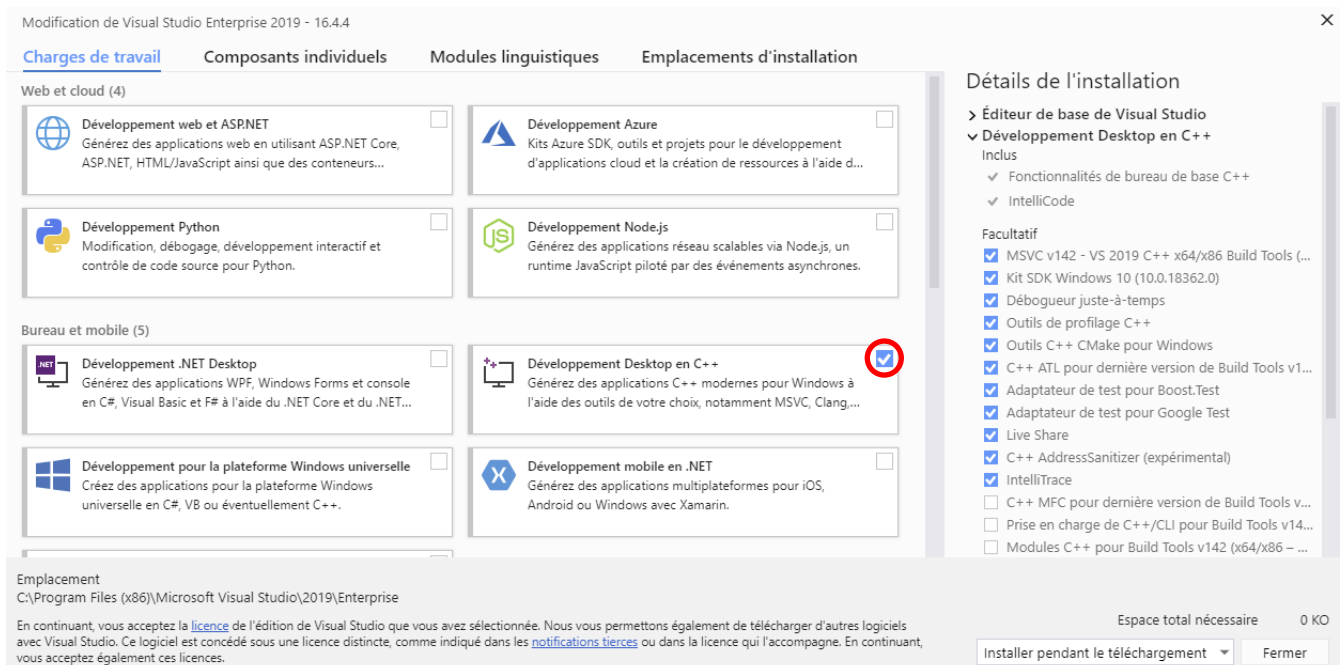 Modification de Visual Studio Enterprise 2019 - 16.4.4
Charges de travail
Composants individuels
Modules linguistiques
Emplacements d'installation
Web et cloud (4)
Développement web et ASP.NET
Générez des applications web en utilisant ASP.NET Core,
ASP.NET, HTML/JavaScript ainsi que des conteneurs...
Développement Azure
Kits Azure SDK, outils et projets pour le développement
d'applications cloud et la création de ressources à l'aide d...
Développement Python
Modification, débogage, développement interactif et
contrôle de code source pour Python.
JS
Développement Node.js
Générez des applications réseau scalables via Node.js, un
runtime JavaScript piloté par des événements asynchrones.
Bureau et mobile (5)
.NET
Développement .NET Desktop
Générez des applications WPF, Windows Forms et console
en C#, Visual Basic et F# à l'aide du .NET Core et du .NET...
Développement Desktop en C++
Générez des applications C++ modernes pour Windows à
l'aide des outils de votre choix, notamment MSVC, Clang,...
Développement pour la plateforme Windows universelle
Créez des applications pour la plateforme Windows
universelle en C#, VB ou éventuellement C++.
Développement mobile en .NET
Générez des applications multiplateformes pour iOS,
Android ou Windows avec Xamarin.
Détails de l'installation
Éditeur de base de Visual Studio
Développement Desktop en C++
Inclus
Fonctionnalités de bureau de base C++
IntelliCode
Facultatif
MSVC v142 - VS 2019 C++ x64/x86 Build Tools (...
Kit SDK Windows 10 (10.0.18362.0)
Débogueur juste-à-temps
Outils de profilage C++
Outils C++ CMake pour Windows
C++ ATL pour dernière version de Build Tools v1...
Adaptateur de test pour Boost.Test
Adaptateur de test pour Google Test
Live Share
C++ AddressSanitizer (expérimental)
IntelliTrace
C++ MFC pour dernière version de Build Tools v...
Prise en charge de C++/CLI pour Build Tools v14...
Modules C++ pour Build Tools v142 (x64/x86 – ...
Emplacement
C:\Program Files (x86)\Microsoft Visual Studio\2019\Enterprise
En continuant, vous acceptez la licence de l'édition de Visual Studio que vous avez sélectionnée. Nous vous permettons également de télécharger d'autres logiciels
avec Visual Studio. Ce logiciel est concédé sous une licence distincte, comme indiqué dans les notifications tierces ou dans la licence qui l'accompagne. En continuant,
vous acceptez également ces licences.
Espace total nécessaire 0 KO
Installer pendant le téléchargement
Fermer